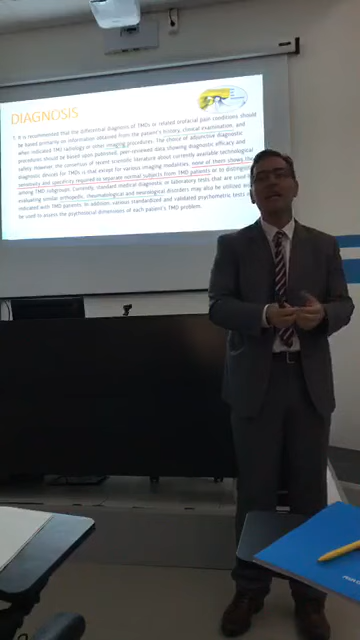 DIAGNOSIS
1. It is recommended that the differential diagnosis of TMDs or related orofacial pain conditions should
be based primarily on information obtained from the patient's history, clinical examination, and
when indicated TMJ radiology or other imaging procedures. The choice of adjunctive diagnostic
procedures should be based upon published, peer-reviewed data showing diagnostic efficacy and
safety. However, the consensus of recent scientific literature about currently available technological
diagnostic devices for TMDs is that except for various imaging modalities, none of them shows the
sensitivity and specificity required to separate normal subjects from TMD patients or to distinguish
among TMD subgroups. Currently, standard medical diagnostic or laboratory tests that are used
evaluating similar orthopedic, rheumatological and neurological disorders may also be utilized
indicated with TMD patients. In addition, various standardized and validated psychometric tests
be used to assess the psychosocial dimensions of each patient's TMD problem.